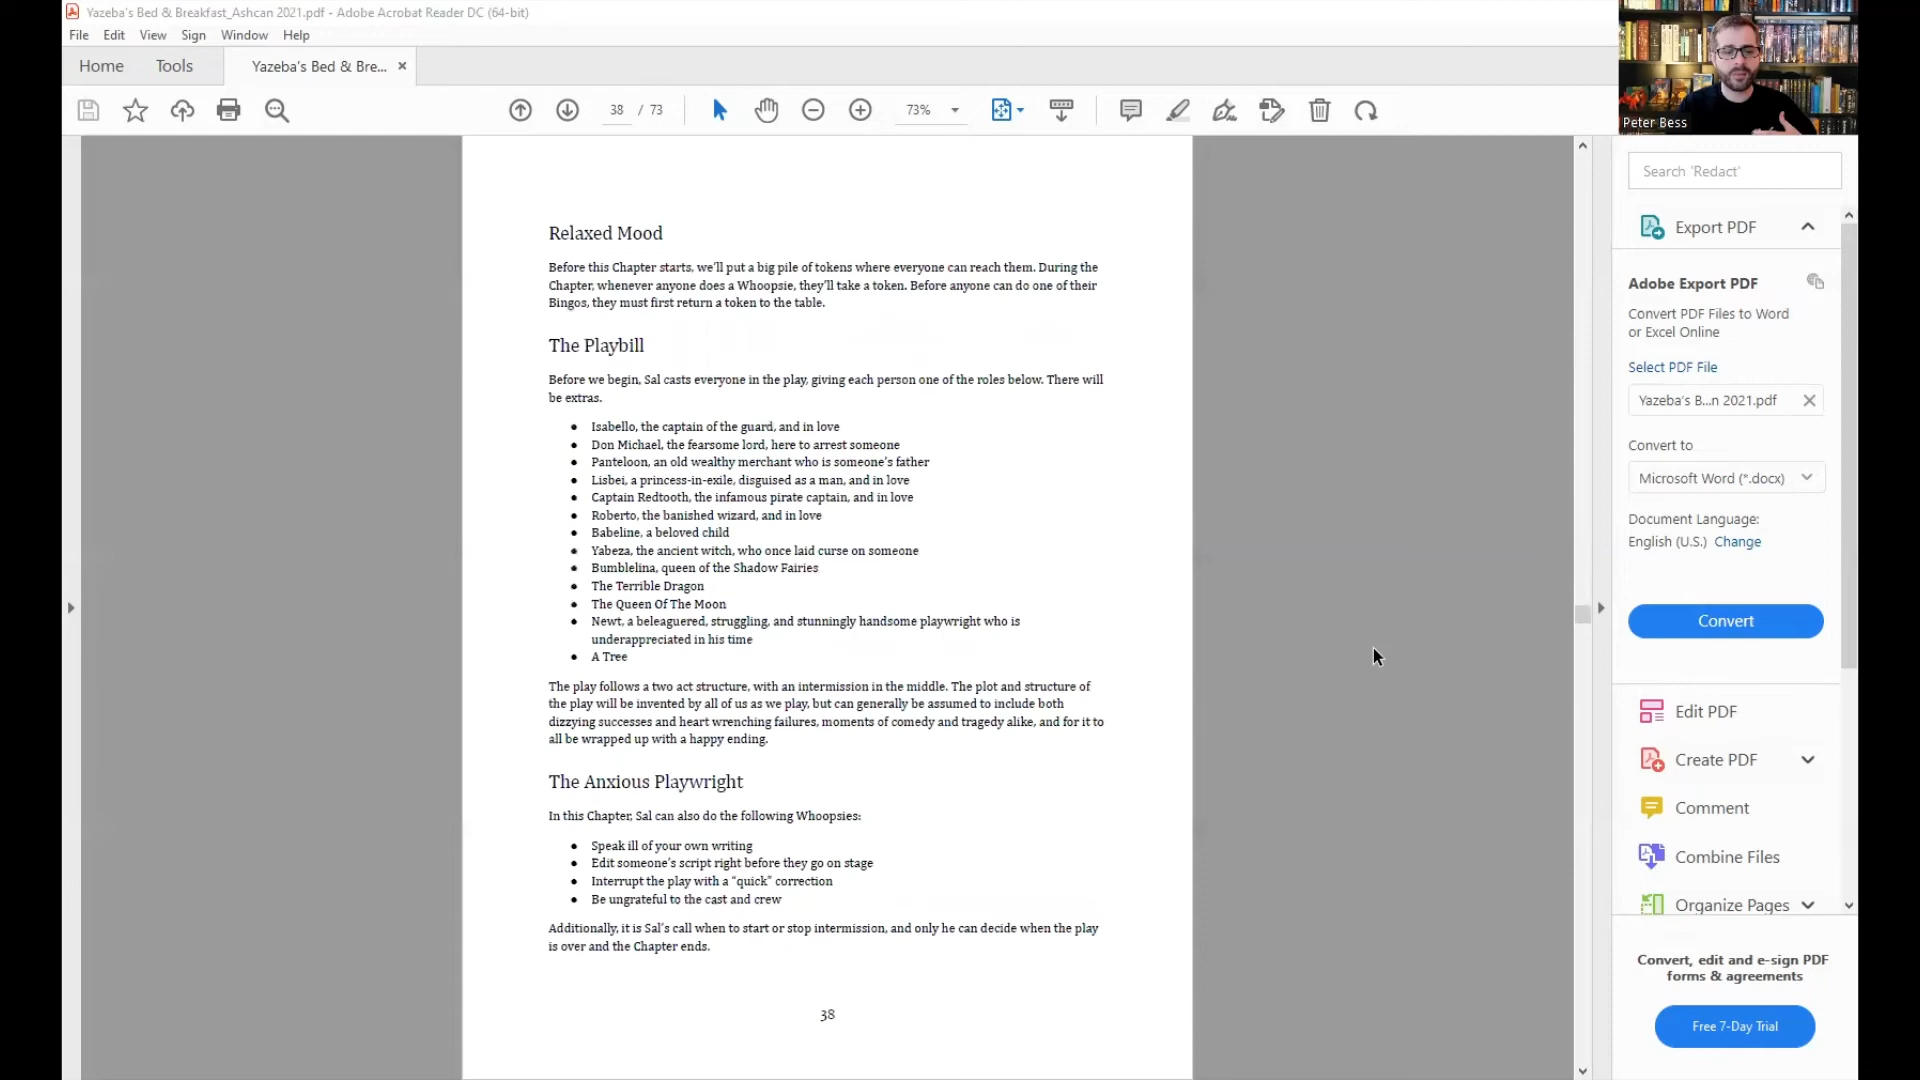 Yazeba's Bed & Breakfast_Ashcan 2021.pdf - Adobe Acrobat Reader DC (64-bit)
File Edit View Sign Window Help
Home Tools Yazeba's Bed & Bre... ×
38 / 73 73%
Peter Bess
Relaxed Mood
Before this Chapter starts, we'll put a big pile of tokens where everyone can reach them. During the
Chapter, whenever anyone does a Whoopsie, they'll take a token. Before anyone can do one of their
Bingos, they must first return a token to the table.
The Playbill
Before we begin, Sal casts everyone in the play, giving each person one of the roles below. There will
be extras.
● Isabello, the captain of the guard, and in love
● Don Michael, the fearsome lord, here to arrest someone
● Panteloon, an old wealthy merchant who is someone's father
● Lisbei, a princess-in-exile, disguised as a man, and in love
● Captain Redtooth, the infamous pirate captain, and in love
● Roberto, the banished wizard, and in love
● Babeline, a beloved child
● Yabeza, the ancient witch, who once laid curse on someone
● Bumblelina, queen of the Shadow Fairies
● The Terrible Dragon
● The Queen Of The Moon
● Newt, a beleaguered, struggling, and stunningly handsome playwright who is
underappreciated in his time
● A Tree
The play follows a two act structure, with an intermission in the middle. The plot and structure of
the play will be invented by all of us as we play, but can generally be assumed to include both
dizzying successes and heart wrenching failures, moments of comedy and tragedy alike, and for it to
all be wrapped up with a happy ending.
The Anxious Playwright
In this Chapter, Sal can also do the following Whoopsies:
● Speak ill of your own writing
● Edit someone's script right before they go on stage
● Interrupt the play with a “quick” correction
● Be ungrateful to the cast and crew
Additionally, it is Sal's call when to start or stop intermission, and only he can decide when the play
is over and the Chapter ends.
38
Search 'Redact'
Export PDF
Adobe Export PDF
Convert PDF Files to Word
or Excel Online
Select PDF File
Yazeba's B...n 2021.pdf
Convert to
Microsoft Word (*.docx)
Document Language:
English (U.S.) Change
Convert
Edit PDF
Create PDF
Comment
Combine Files
Organize Pages
Convert, edit and e-sign PDF
forms & agreements
Free 7-Day Trial